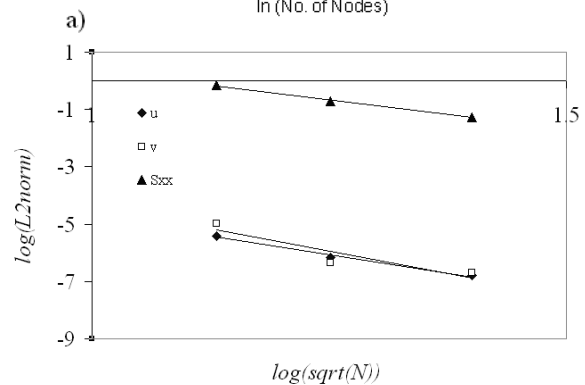 ln (No. of Nodes)
a)
1
-1
1
1.5
u
v
Sxx
-3
-5
-7
-9
log(L2norm)
log(sqrt(N))